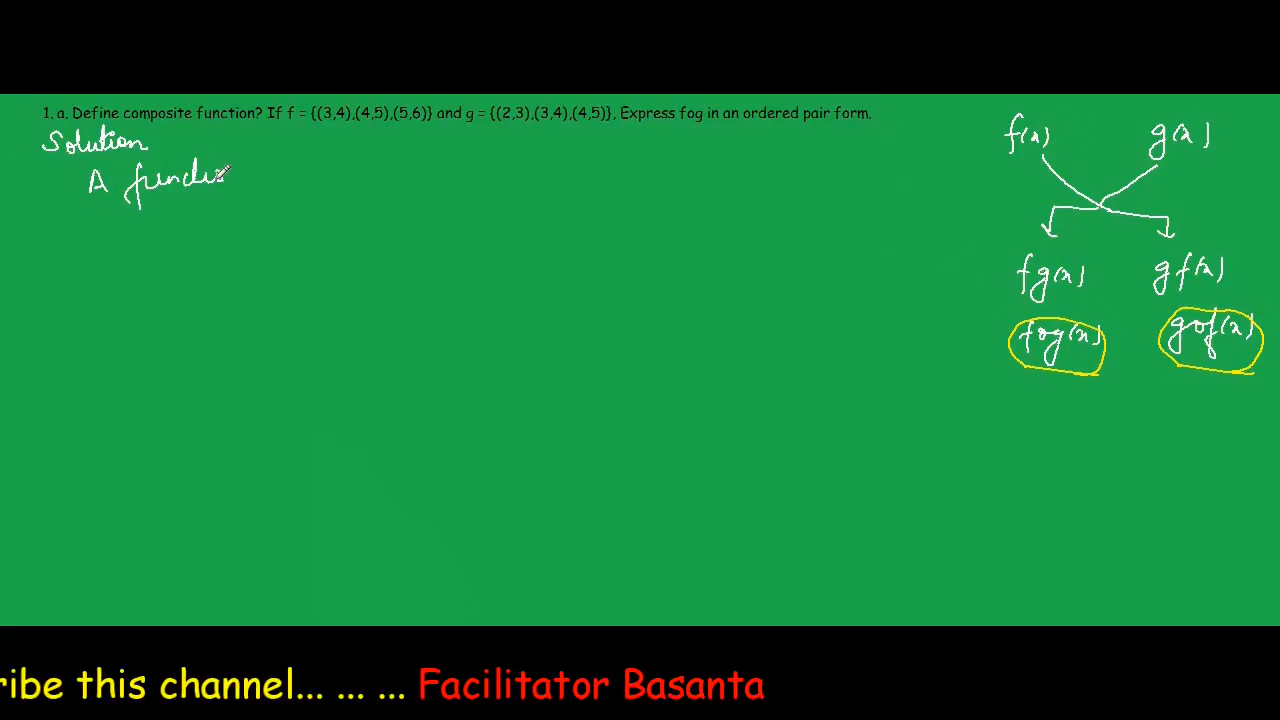 1. a. Define composite function? If f = {(3,4),(4,5),(5,6)} and g = {(2,3),(3,4),(4,5)}, Express fog in an ordered pair form.
Solution
A functi
f(x) g(x)
fg(x) gf(x)
fog(x) gof(x)
ribe this channel... ... ... Facilitator Basanta